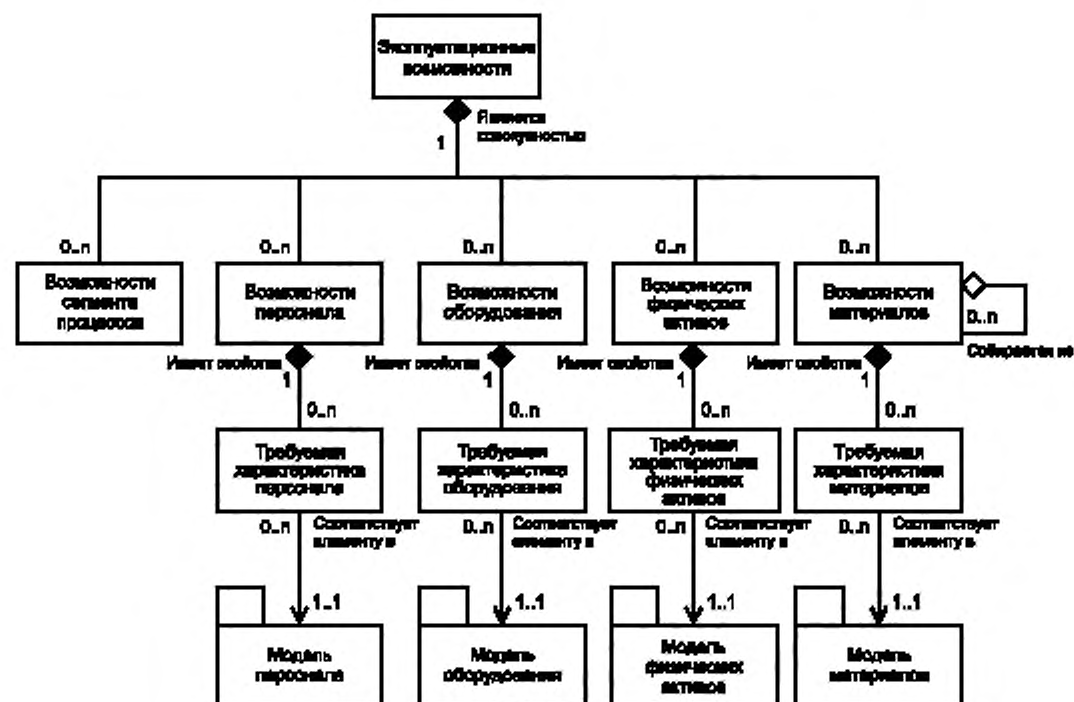 Эксплуатационные
возможности
Является
совокупностью
1
0..n
0..n
0..n
0..n
0..n
Возможности
сегмента
процессов
Возможности
персонала
Возможности
оборудования
Возможности
физических
активов
Возможности
материалов
0..n
Собирается из
Имеет свойства
1
Имеет свойства
1
Имеет свойства
1
Имеет свойства
1
0..n
0..n
0..n
0..n
Требуемая
характеристика
персонала
Требуемая
характеристика
оборудования
Требуемая
характеристика
физических
активов
Требуемая
характеристика
материалов
0..n
Соответствует
элементу в
0..n
Соответствует
элементу в
0..n
Соответствует
элементу в
0..n
Соответствует
элементу в
1..1
1..1
1..1
1..1
Модель
персонала
Модель
оборудования
Модель
физических
активов
Модель
материалов